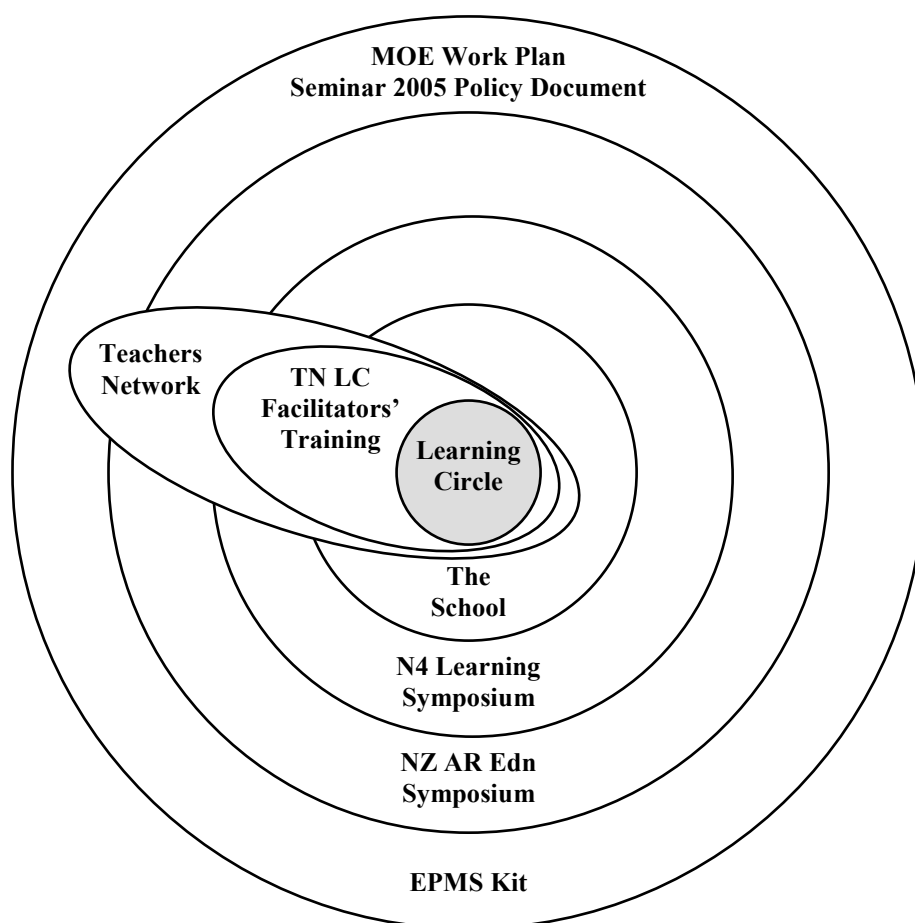 MOE Work Plan
Seminar 2005 Policy Document
Teachers
Network
TN LC
Facilitators’
Training
Learning
Circle
The
School
N4 Learning
Symposium
NZ AR Edn
Symposium
EPMS Kit